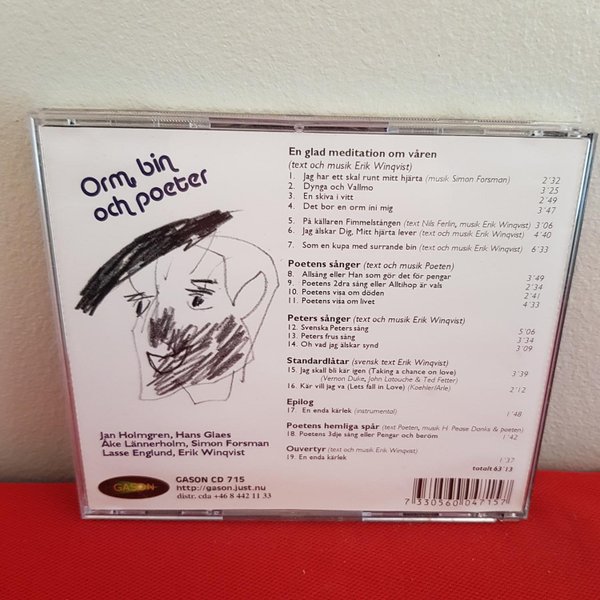 Orm, bin
och poeter
Jan Holmgren, Hans Glaes
Åke Lännerholm, Simon Forsman
Lasse Englund, Erik Winqvist
GASON
GASON CD 715
http://gason.just.nu
distr. cda +46 8 442 11 33
En glad meditation om våren
(text och musik Erik Winqvist)
1. Jag har ett skal runt mitt hjärta (musik Simon Forsman) 2´32
2. Dynga och Vallmo 3´25
3. En skiva i vitt 2´49
4. Det bor en orm ini mig 3´47
5. På källaren Fimmelstången (text Nils Ferlin, musik Erik Winqvist) 3´06
6. Jag älskar Dig, Mitt hjärta lever (text och musik Erik Winqvist) 4´40
7. Som en kupa med surrande bin (text och musik Erik Winqvist) 6´33
Poetens sånger (text och musik Poeten)
8. Allsång eller Han som gör det för pengar 3´49
9. Poetens 2dra sång eller Alltihop är vals 2´34
10. Poetens visa om döden 2´41
11. Poetens visa om livet 4´33
Peters sånger (text och musik Erik Winqvist)
12. Svenska Peters sång 5´06
13. Peters frus sång 3´34
14. Oh vad jag älskar synd 3´09
Standardlåtar (svensk text Erik Winqvist)
15. Jag skall bli kär igen (Taking a chance on love) 3´39
(Vernon Duke, John Latouche & Ted Fetter)
16. Kär vill jag va (Lets fall in Love) (Koehler/Arle) 2´12
Epilog
17. En enda kärlek (instrumental) 1´48
Poetens hemliga spår (text Poeten, musik H. Pease Danks & poeten)
18. Poetens 3dje sång eller Pengar och beröm 1´42
Ouvertyr (text och musik Erik Winqvist)
19. En enda kärlek 1´37
totalt 63´13
7 330560 047157